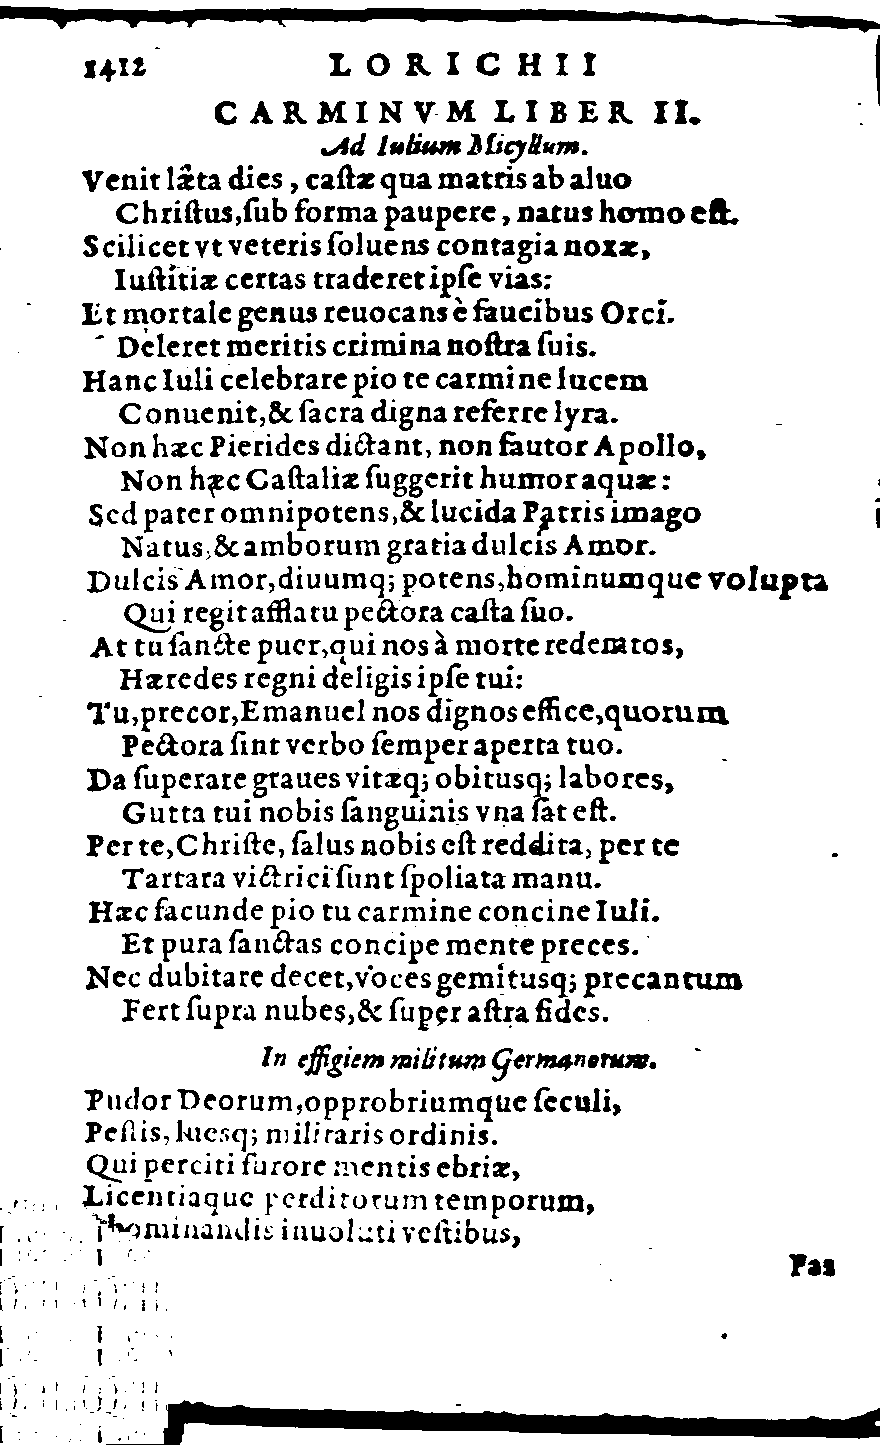 1412 LORICHII
CARMINVM LIBER II.
Ad Iulium Micyllum.
Venit læta dies, caſtæ qua matris ab aluo
Chriſtus,ſub forma paupere, natus homo eſt.
Scilicet vt veteris ſoluens contagia noxæ,
Iuſtitiæ certas traderet ipſe vias:
Et mortale genus reuocans è faucibus Orci.
Deleret meritis crimina noſtra ſuis.
Hanc Iuli celebrare pio te carmine lucem
Conuenit,& ſacra digna referre lyra.
Non hæc Pierides dictant, non fautor Apollo,
Non hæc Caſtaliæ ſuggerit humor aquæ:
Sed pater omnipotens,& lucida Patris imago
Natus,& amborum gratia dulcis Amor.
Dulcis Amor,diuumq; potens,hominumque volupta
Qui regit afflatu pectora caſta ſuo.
At tu ſancte puer,qui nos à morte redemtos,
Hæredes regni deligis ipſe tui:
Tu,precor,Emanuel nos dignos effice,quorum
Pectora ſint verbo ſemper aperta tuo.
Da ſuperare graues vitæq; obitusq; labores,
Gutta tui nobis ſanguinis vna ſat eſt.
Per te,Chriſte, ſalus nobis eſt reddita, per te
Tartara victrici ſunt ſpoliata manu.
Hæc facunde pio tu carmine concine Iuli.
Et pura ſanctas concipe mente preces.
Nec dubitare decet,voces gemitusq; precantum
Fert ſupra nubes,& ſuper aſtra fides.
In effigiem militum Germanorum.
Pudor Deorum,opprobriumque ſeculi,
Peſtis, luesq; militaris ordinis.
Qui perciti furore mentis ebriæ,
Licentiaque perditorum temporum,
inuoluti veſtibus,
Pas